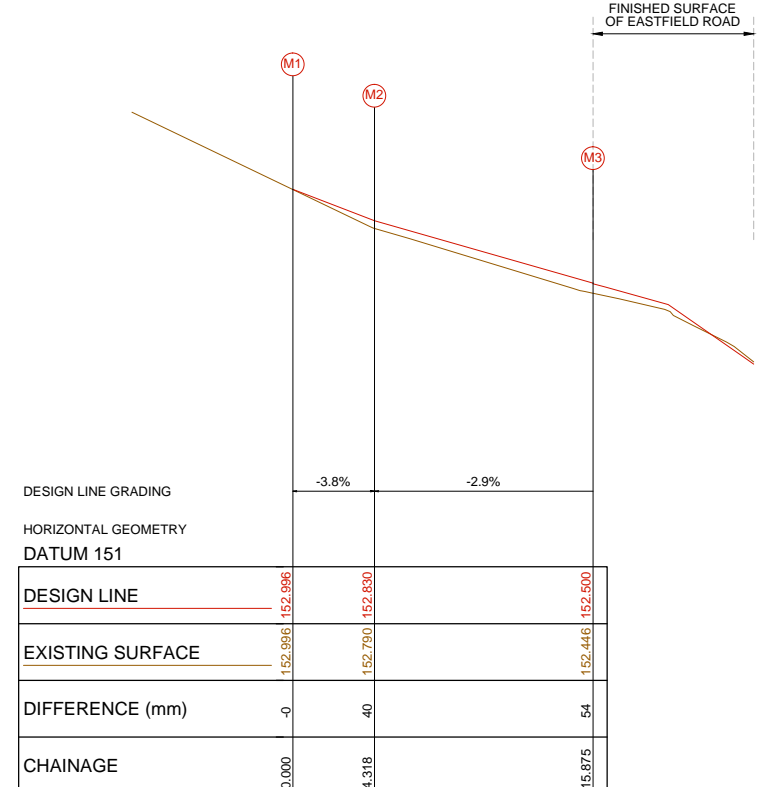 FINISHED SURFACE
OF EASTFIELD ROAD
M1
M2
M3
DESIGN LINE GRADING
-3.8%
-2.9%
HORIZONTAL GEOMETRY
DATUM 151
DESIGN LINE 152.996 152.830 152.500
EXISTING SURFACE 152.996 152.790 152.446
DIFFERENCE (mm) -0 40 54
CHAINAGE 0.000 4.318 15.875